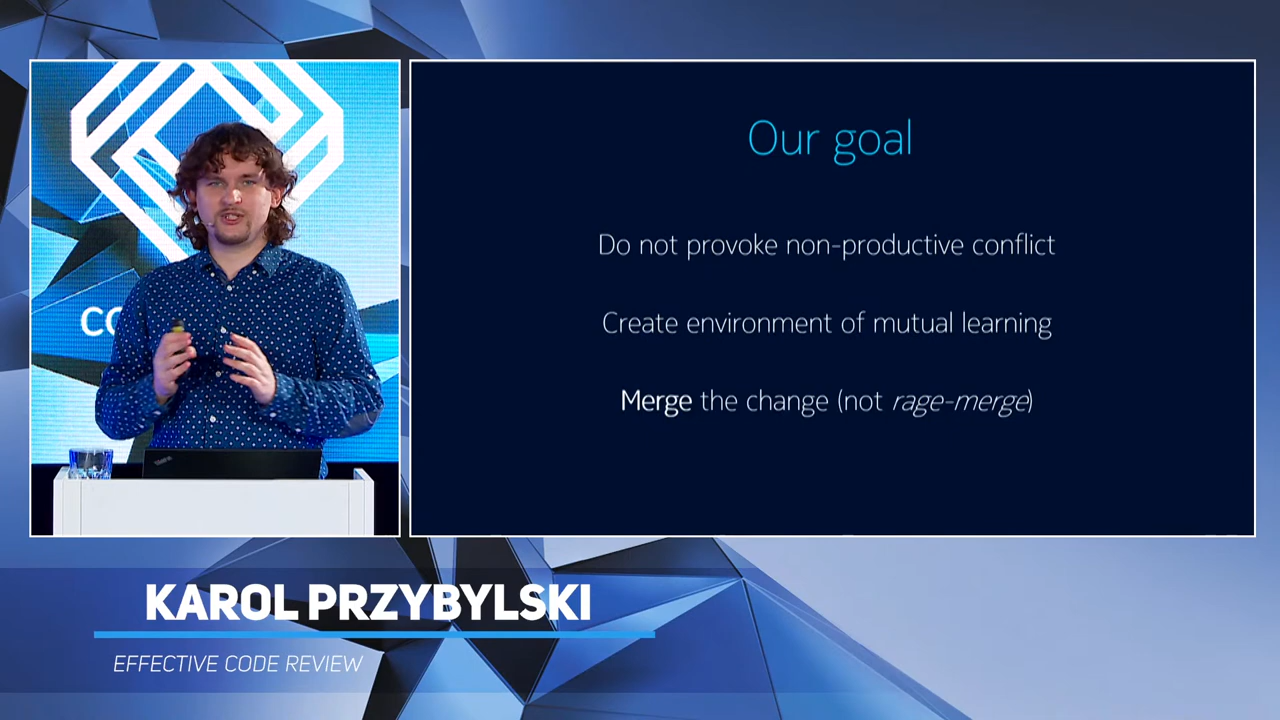 Our goal
Do not provoke non-productive conflict
Create environment of mutual learning
Merge the change (not rage-merge)
KAROL PRZYBYLSKI
EFFECTIVE CODE REVIEW